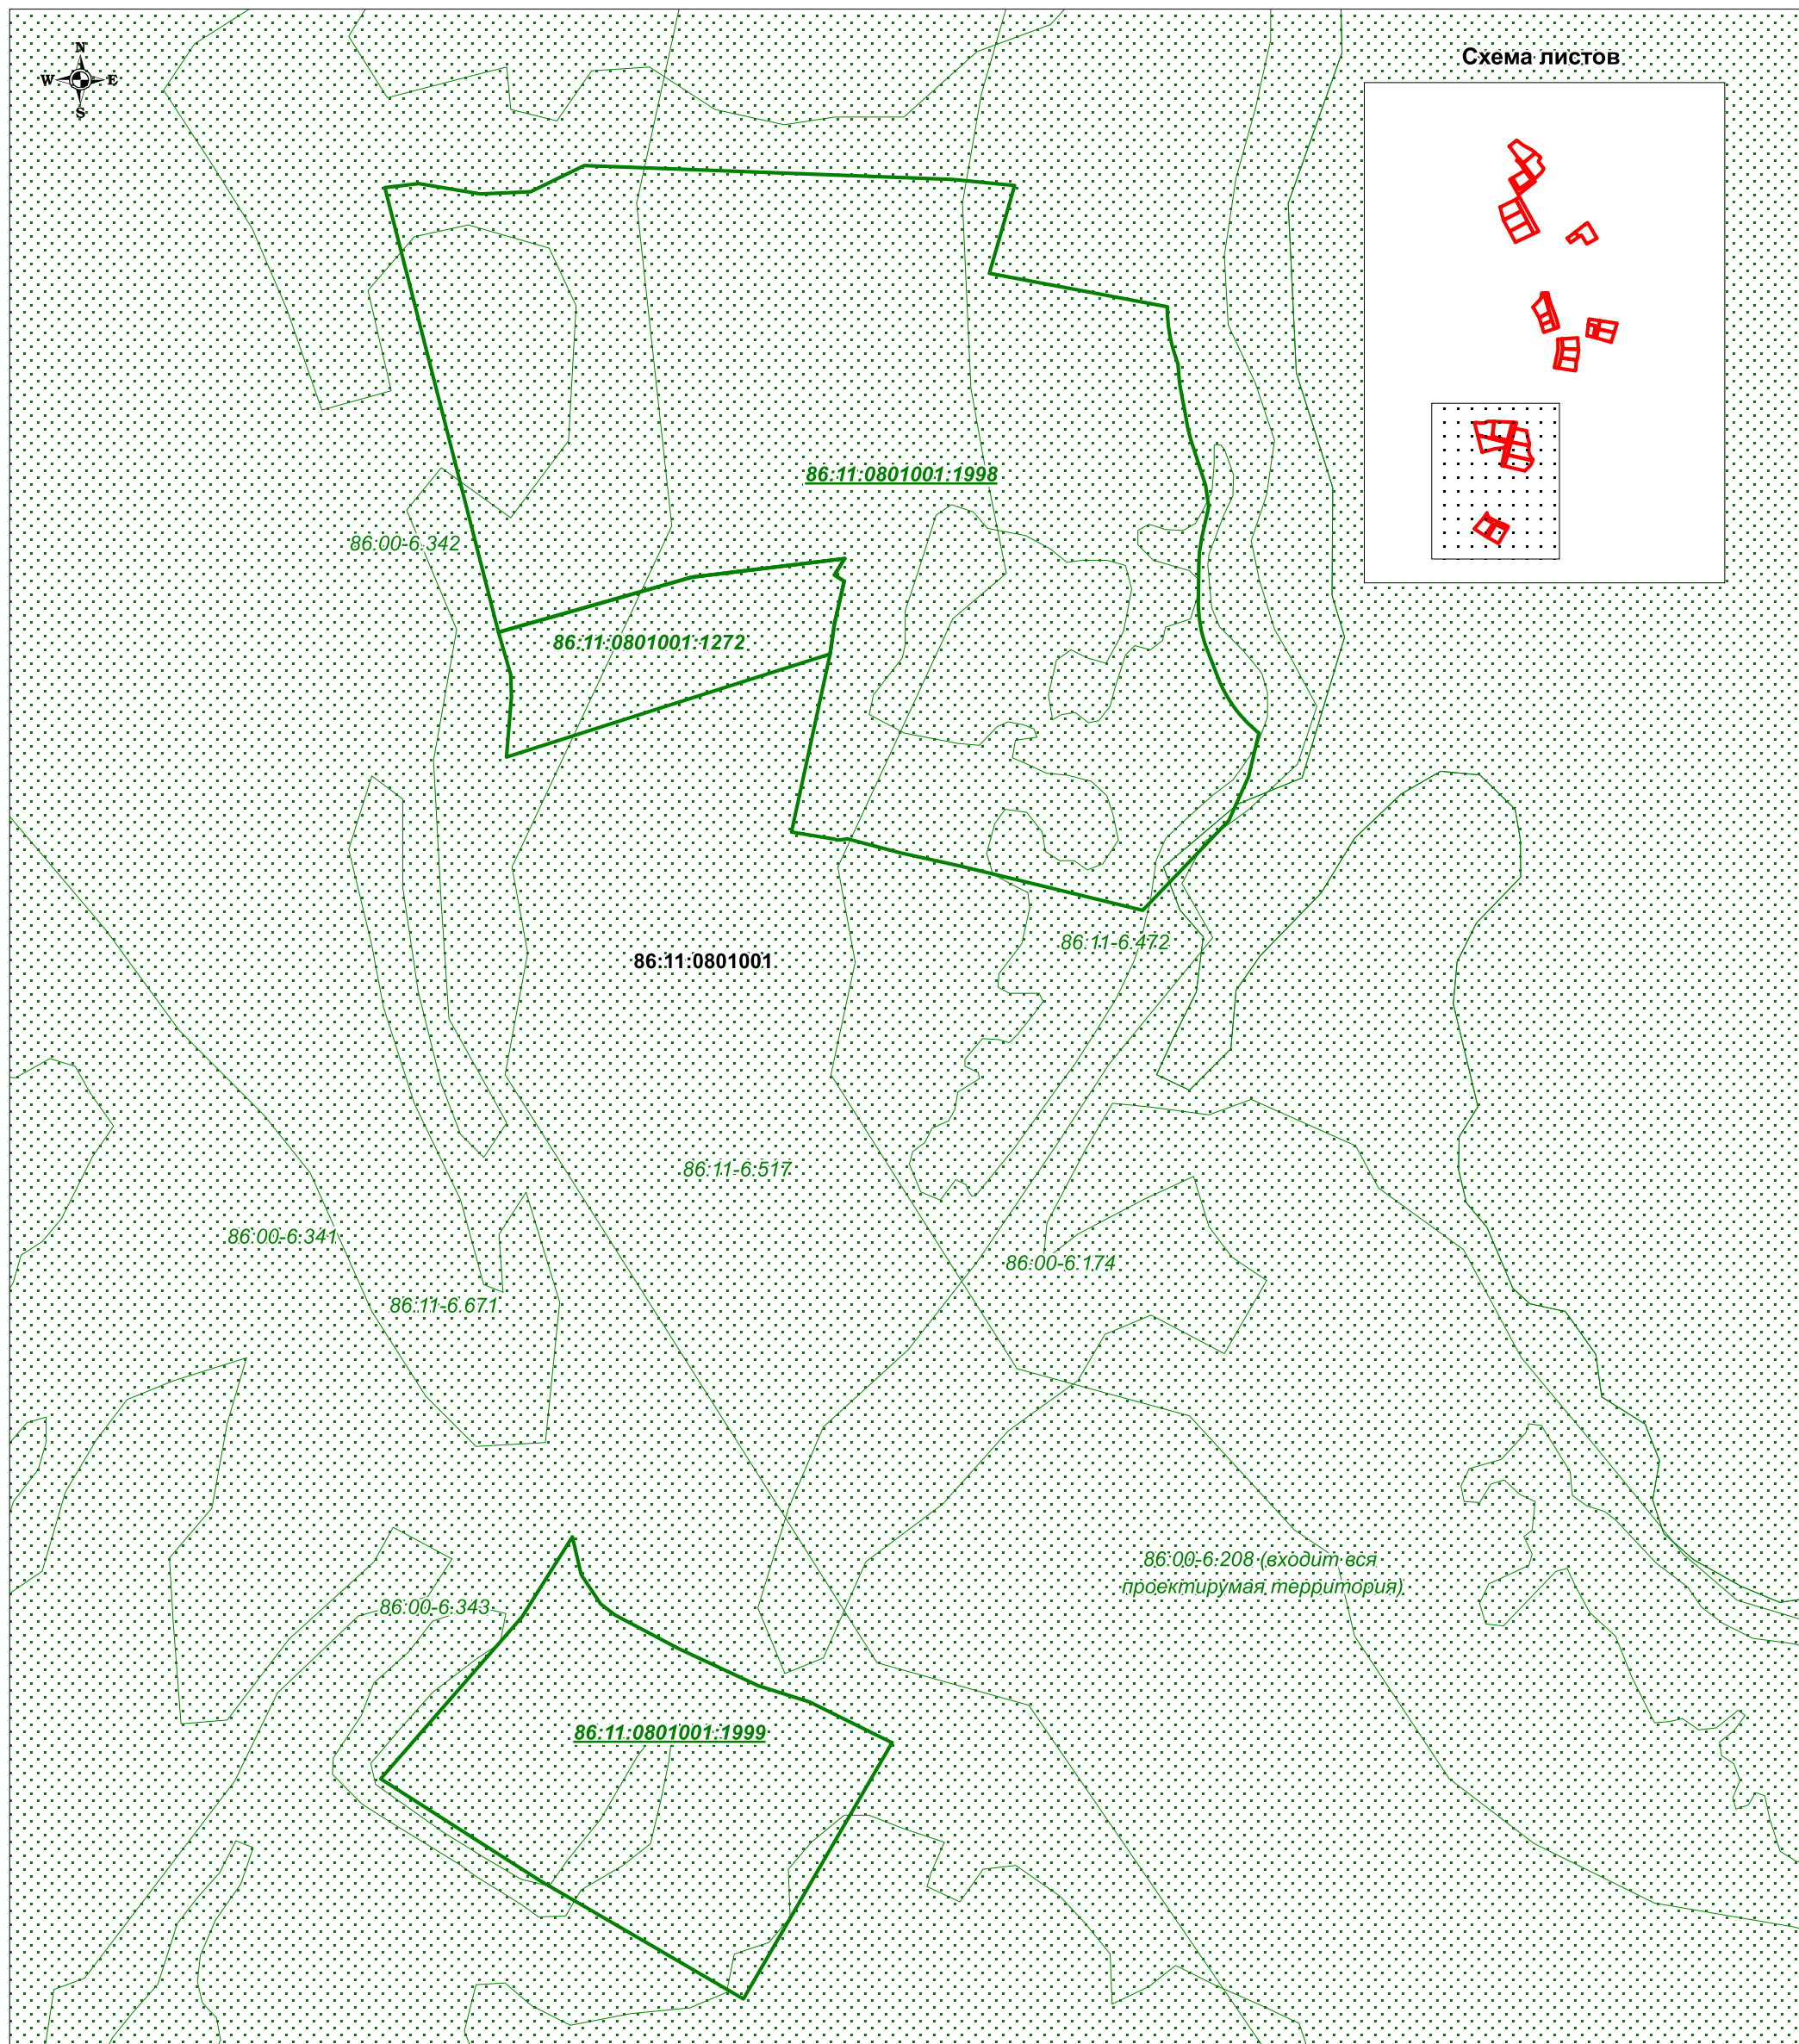 N
W E
S
Схема листов
86:11:0801001:1998
86:00-6.342
86:11:0801001:1272
86:11-6.472
86:11:0801001
86:11-6.517
86:00-6.341
86:00-6.174
86:11-6.671
86:00-6.208 (входит вся
проектирумая территория)
86:00-6.343
86:11:0801001:1999